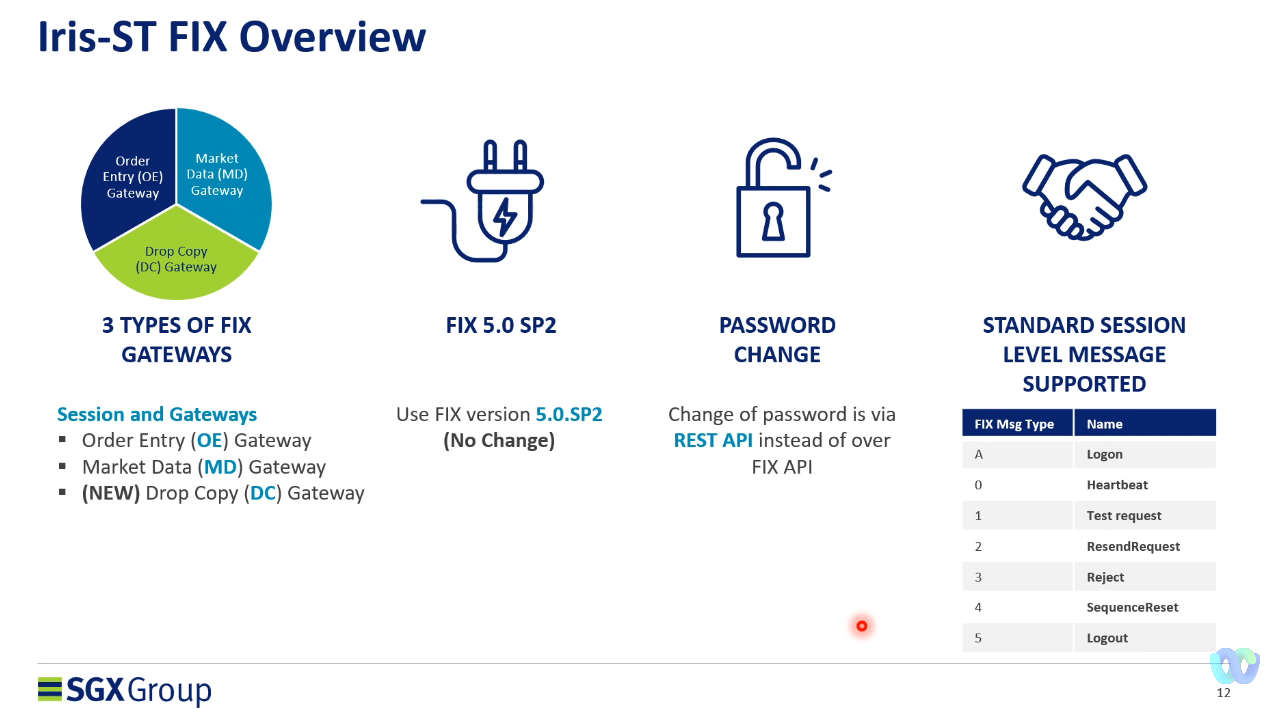 Iris-ST FIX Overview
Order
Entry (OE)
Gateway
Market
Data (MD)
Gateway
Drop Copy
(DC) Gateway
3 TYPES OF FIX
GATEWAYS
Session and Gateways
▪ Order Entry (OE) Gateway
▪ Market Data (MD) Gateway
▪ (NEW) Drop Copy (DC) Gateway
FIX 5.0 SP2
Use FIX version 5.0.SP2
(No Change)
PASSWORD
CHANGE
Change of password is via
REST API instead of over
FIX API
STANDARD SESSION
LEVEL MESSAGE
SUPPORTED
FIX Msg Type Name
A Logon
0 Heartbeat
1 Test request
2 ResendRequest
3 Reject
4 SequenceReset
5 Logout
SGX Group
12